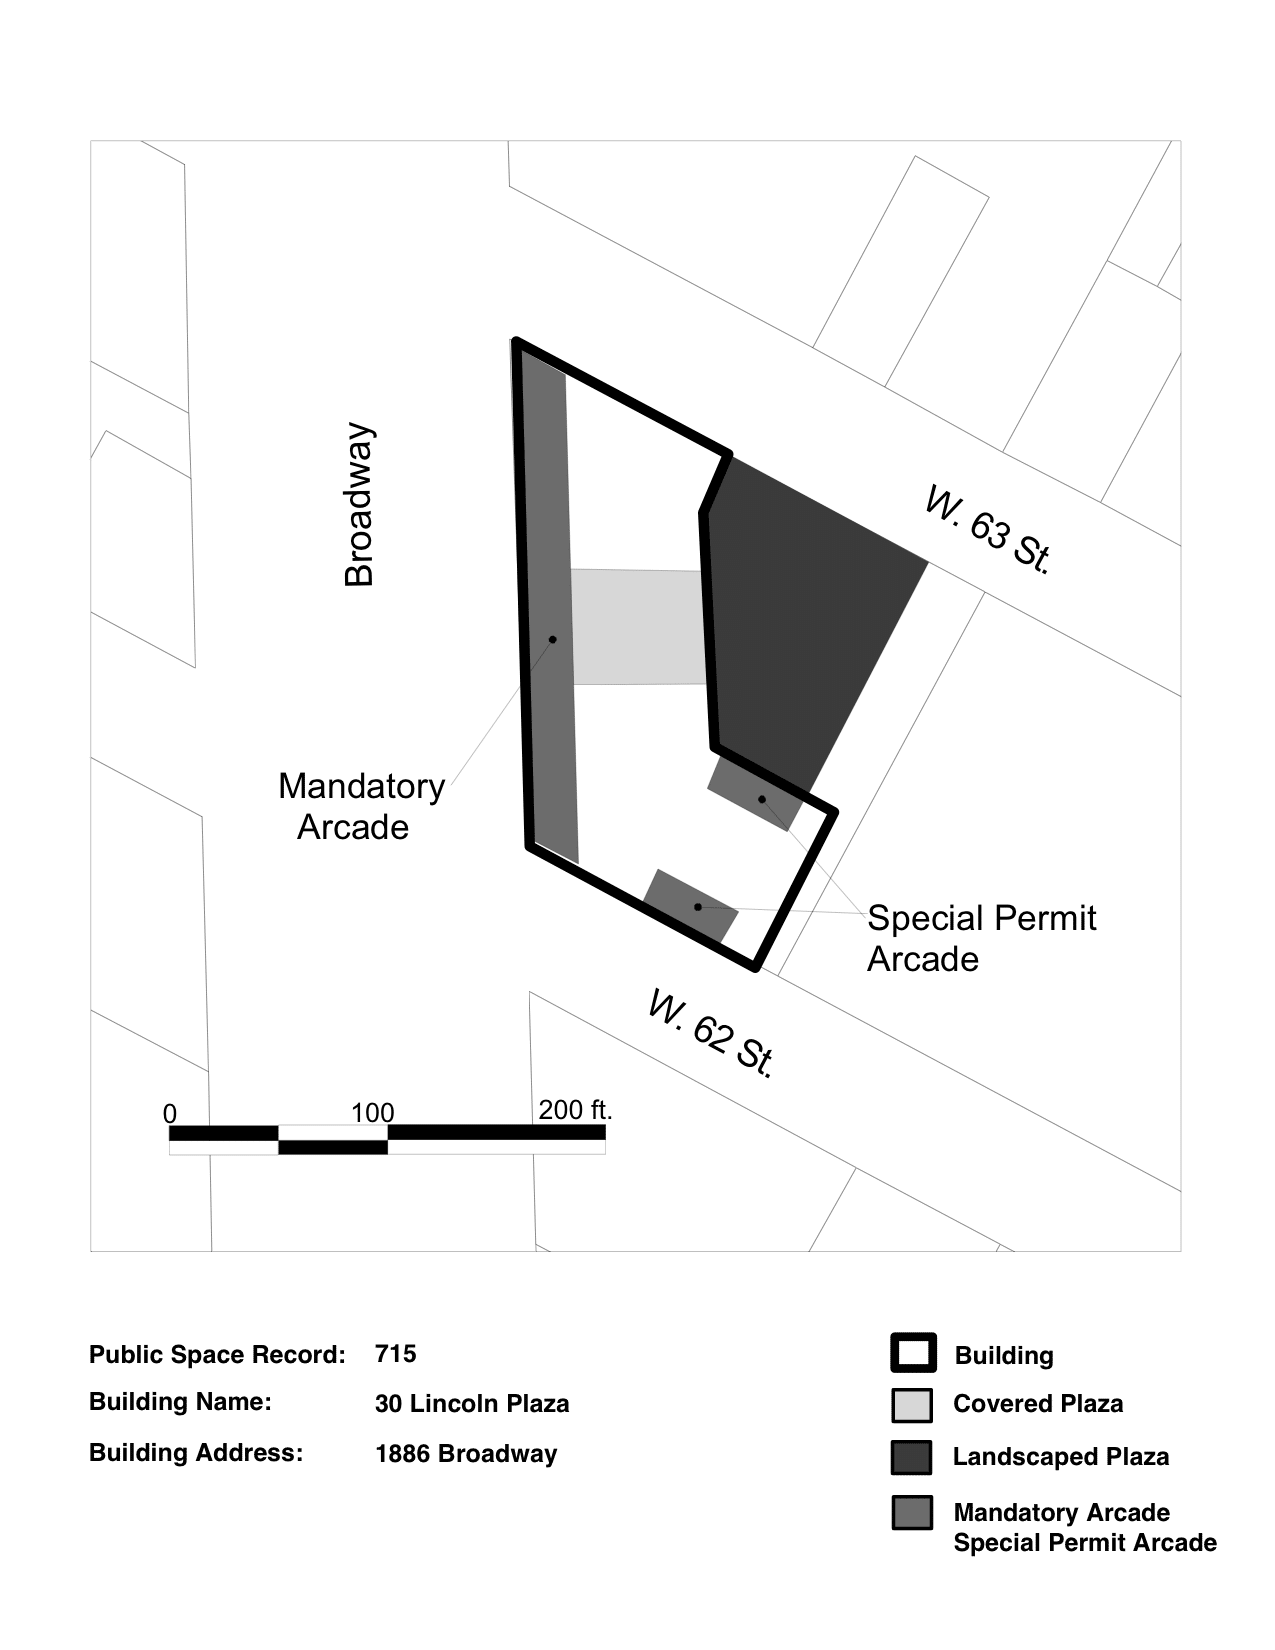 Broadway
W. 63 St.
Mandatory
Arcade
Special Permit
Arcade
W. 62 St.
0 100 200 ft.
Public Space Record: 715
Building Name: 30 Lincoln Plaza
Building Address: 1886 Broadway
Building
Covered Plaza
Landscaped Plaza
Mandatory Arcade
Special Permit Arcade